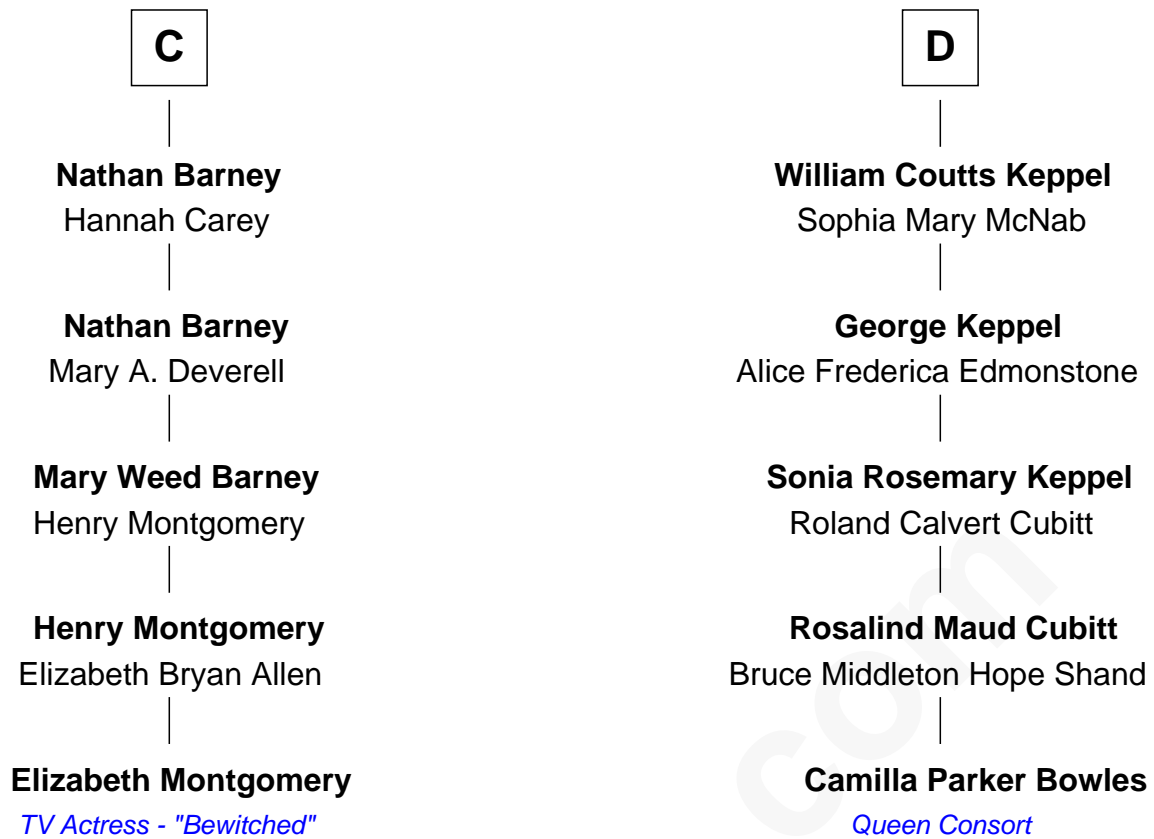 C
Nathan Barney
Hannah Carey
Nathan Barney
Mary A. Deverell
Mary Weed Barney
Henry Montgomery
Henry Montgomery
Elizabeth Bryan Allen
Elizabeth Montgomery
TV Actress - "Bewitched"
D
William Coutts Keppel
Sophia Mary McNab
George Keppel
Alice Frederica Edmonstone
Sonia Rosemary Keppel
Roland Calvert Cubitt
Rosalind Maud Cubitt
Bruce Middleton Hope Shand
Camilla Parker Bowles
Queen Consort
com